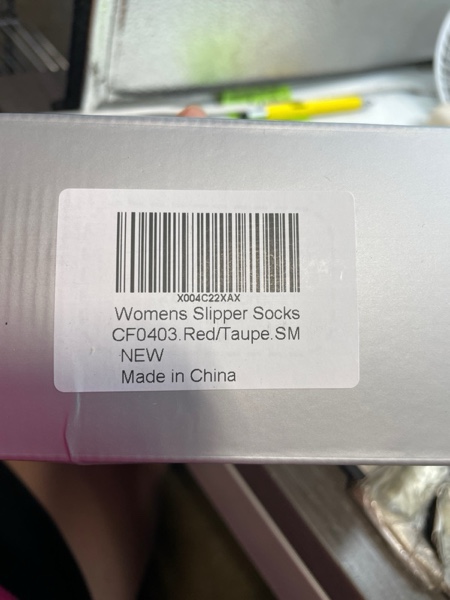 X004C22XAX
Womens Slipper Socks
CF0403.Red/Taupe.SM
NEW
Made in China